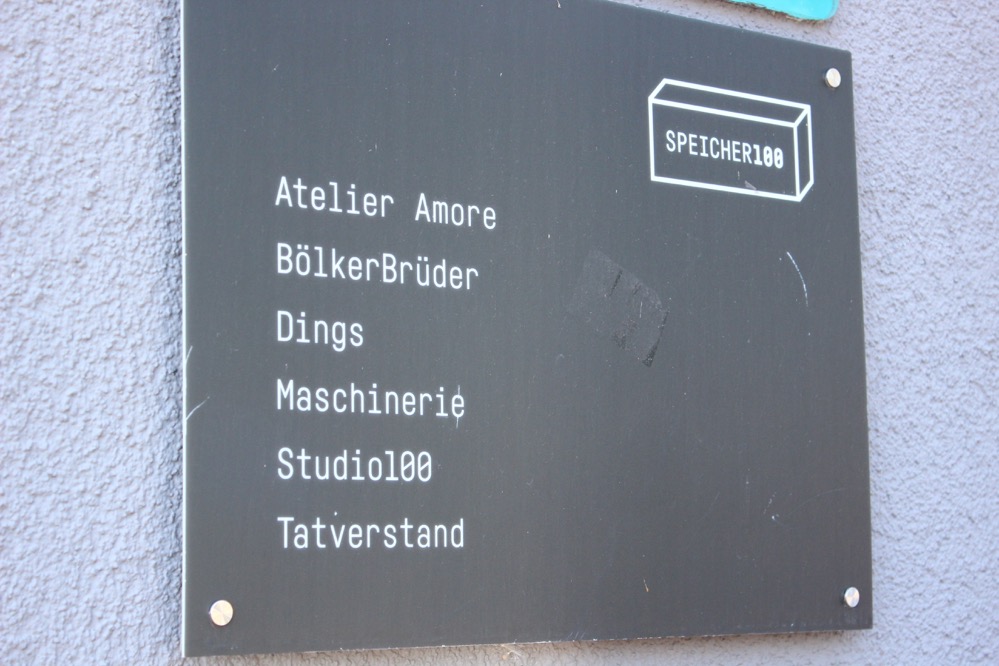 SPEICHER100
Atelier Amore
BölkerBrüder
Dings
Maschinerie
Studio100
Tatverstand